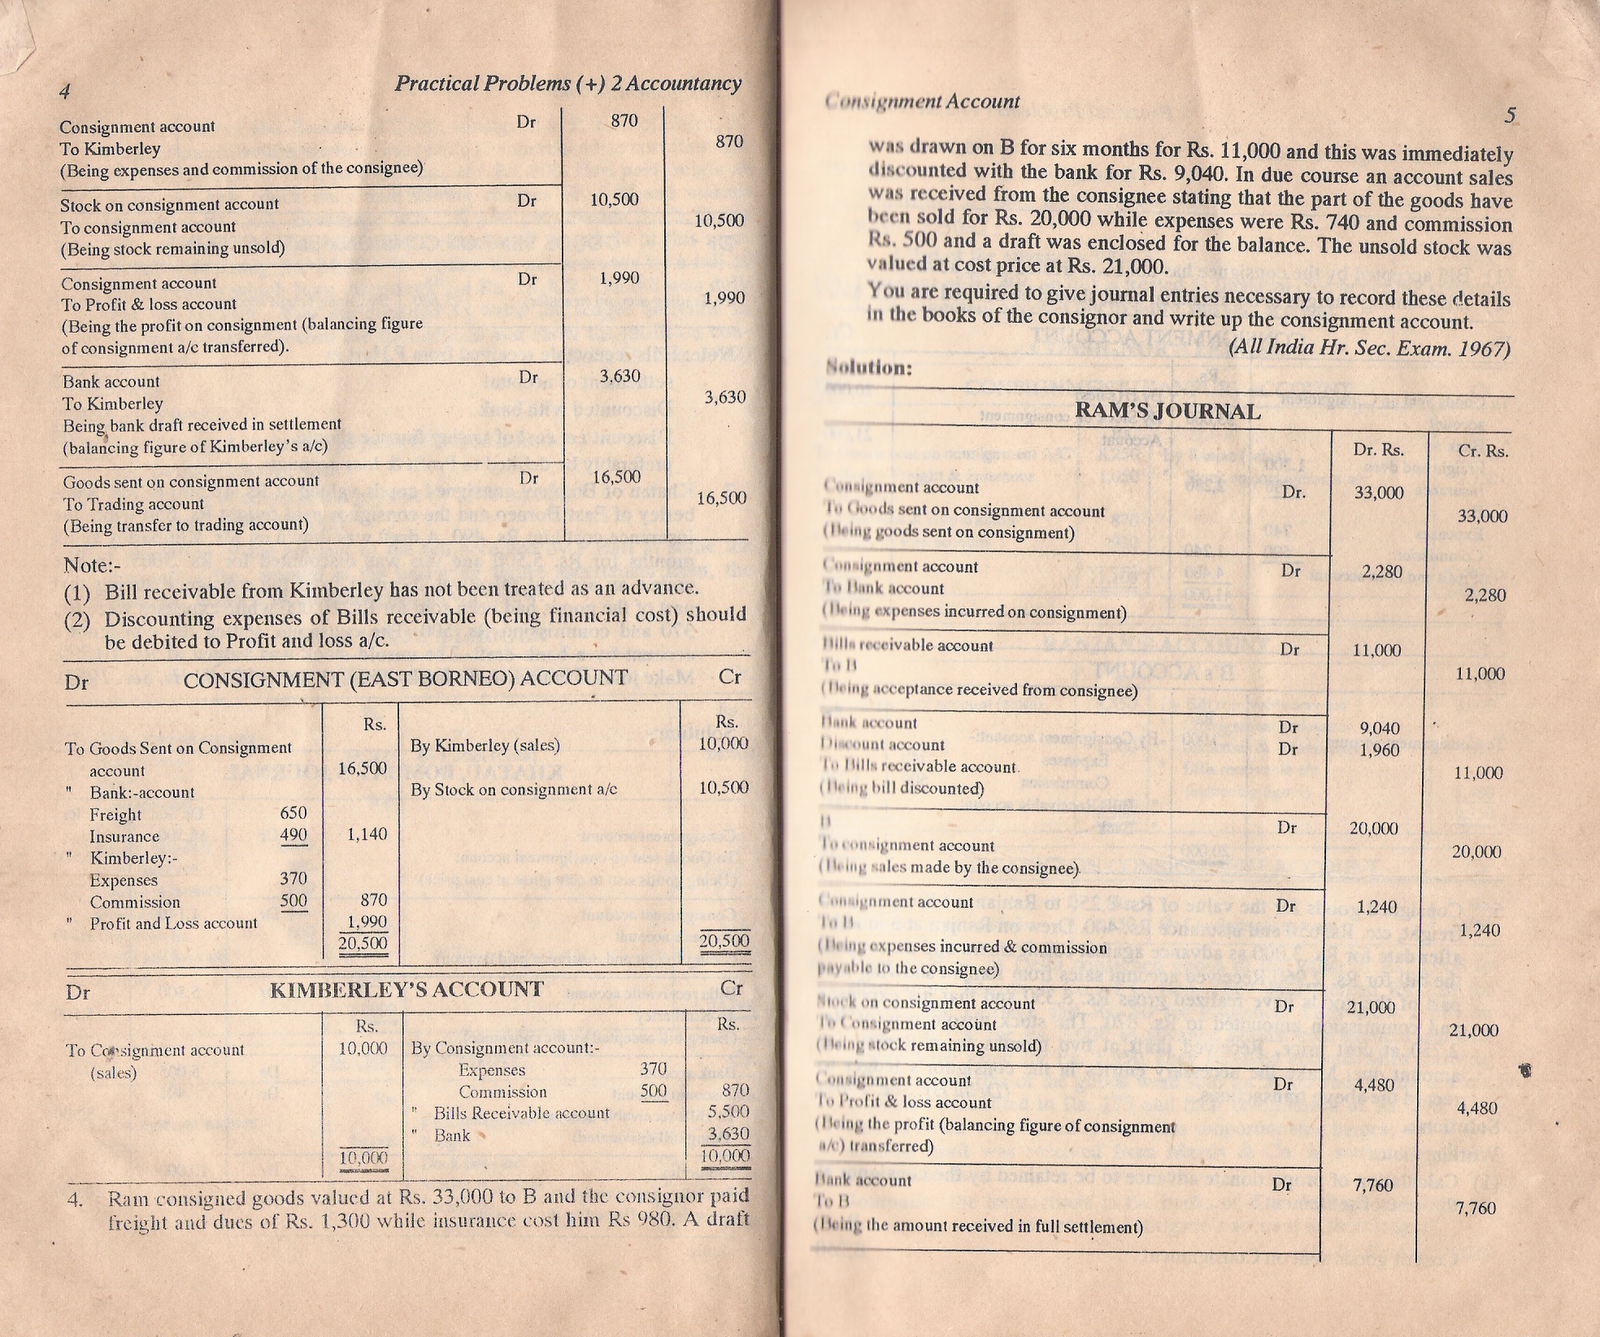 4
Practical Problems (+) 2 Accountancy
Consignment account Dr 870
To Kimberley 870
(Being expenses and commission of the consignee)
Stock on consignment account Dr 10,500
To consignment account 10,500
(Being stock remaining unsold)
Consignment account Dr 1,990
To Profit & loss account 1,990
(Being the profit on consignment (balancing figure
of consignment a/c transferred).
Bank account Dr 3,630
To Kimberley 3,630
Being bank draft received in settlement
(balancing figure of Kimberley's a/c)
Goods sent on consignment account Dr 16,500
To Trading account 16,500
(Being transfer to trading account)
Note:-
(1) Bill receivable from Kimberley has not been treated as an advance.
(2) Discounting expenses of Bills receivable (being financial cost) should
be debited to Profit and loss a/c.
Dr CONSIGNMENT (EAST BORNEO) ACCOUNT Cr
Rs. Rs.
To Goods Sent on Consignment By Kimberley (sales) 10,000
account 16,500
" Bank:-account By Stock on consignment a/c 10,500
Freight 650
Insurance 490 1,140
" Kimberley:-
Expenses 370
Commission 500 870
" Profit and Loss account 1,990
20,500 20,500
Dr KIMBERLEY'S ACCOUNT Cr
Rs. Rs.
To Consignment account 10,000 By Consignment account:-
(sales) Expenses 370
Commission 500 870
" Bills Receivable account 5,500
" Bank 3,630
10,000 10,000
4. Ram consigned goods valued at Rs. 33,000 to B and the consignor paid
freight and dues of Rs. 1,300 while insurance cost him Rs 980. A draft
Consignment Account
5
was drawn on B for six months for Rs. 11,000 and this was immediately
discounted with the bank for Rs. 9,040. In due course an account sales
was received from the consignee stating that the part of the goods have
been sold for Rs. 20,000 while expenses were Rs. 740 and commission
Rs. 500 and a draft was enclosed for the balance. The unsold stock was
valued at cost price at Rs. 21,000.
You are required to give journal entries necessary to record these details
in the books of the consignor and write up the consignment account.
(All India Hr. Sec. Exam. 1967)
Solution:
RAM'S JOURNAL
Dr. Rs. Cr. Rs.
Consignment account Dr. 33,000
To Goods sent on consignment account 33,000
(Being goods sent on consignment)
Consignment account Dr 2,280
To Bank account 2,280
(Being expenses incurred on consignment)
Bills receivable account Dr 11,000
To B 11,000
(Being acceptance received from consignee)
Bank account Dr 9,040
Discount account Dr 1,960
To Bills receivable account. 11,000
(Being bill discounted)
B Dr 20,000
To consignment account 20,000
(Being sales made by the consignee)
Consignment account Dr 1,240
To B 1,240
(Being expenses incurred & commission
payable to the consignee)
Stock on consignment account Dr 21,000
To Consignment account 21,000
(Being stock remaining unsold)
Consignment account Dr 4,480
To Profit & loss account 4,480
(Being the profit (balancing figure of consignment
a/c) transferred)
Bank account Dr 7,760
To B 7,760
(Being the amount received in full settlement)